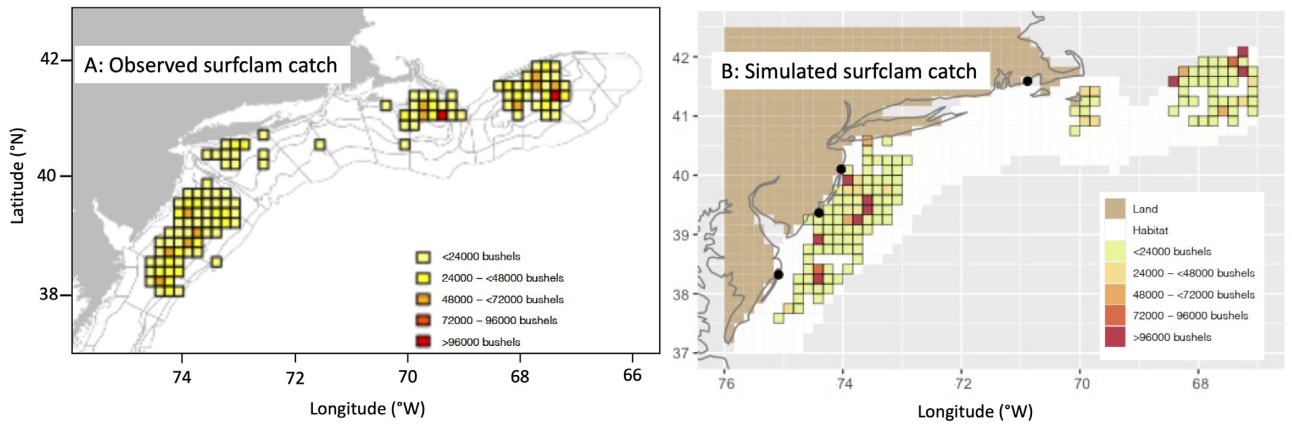 A: Observed surfclam catch
42
40
38
Latitude (°N)
<24000 bushels
24000 – <48000 bushels
48000 – <72000 bushels
72000 – 96000 bushels
>96000 bushels
74
72
70
68
66
Longitude (°W)
B: Simulated surfclam catch
42
41
40
39
38
37
Land
Habitat
<24000 bushels
24000 – <48000 bushels
48000 – <72000 bushels
72000 – 96000 bushels
>96000 bushels
76
74
72
70
68
Longitude (°W)